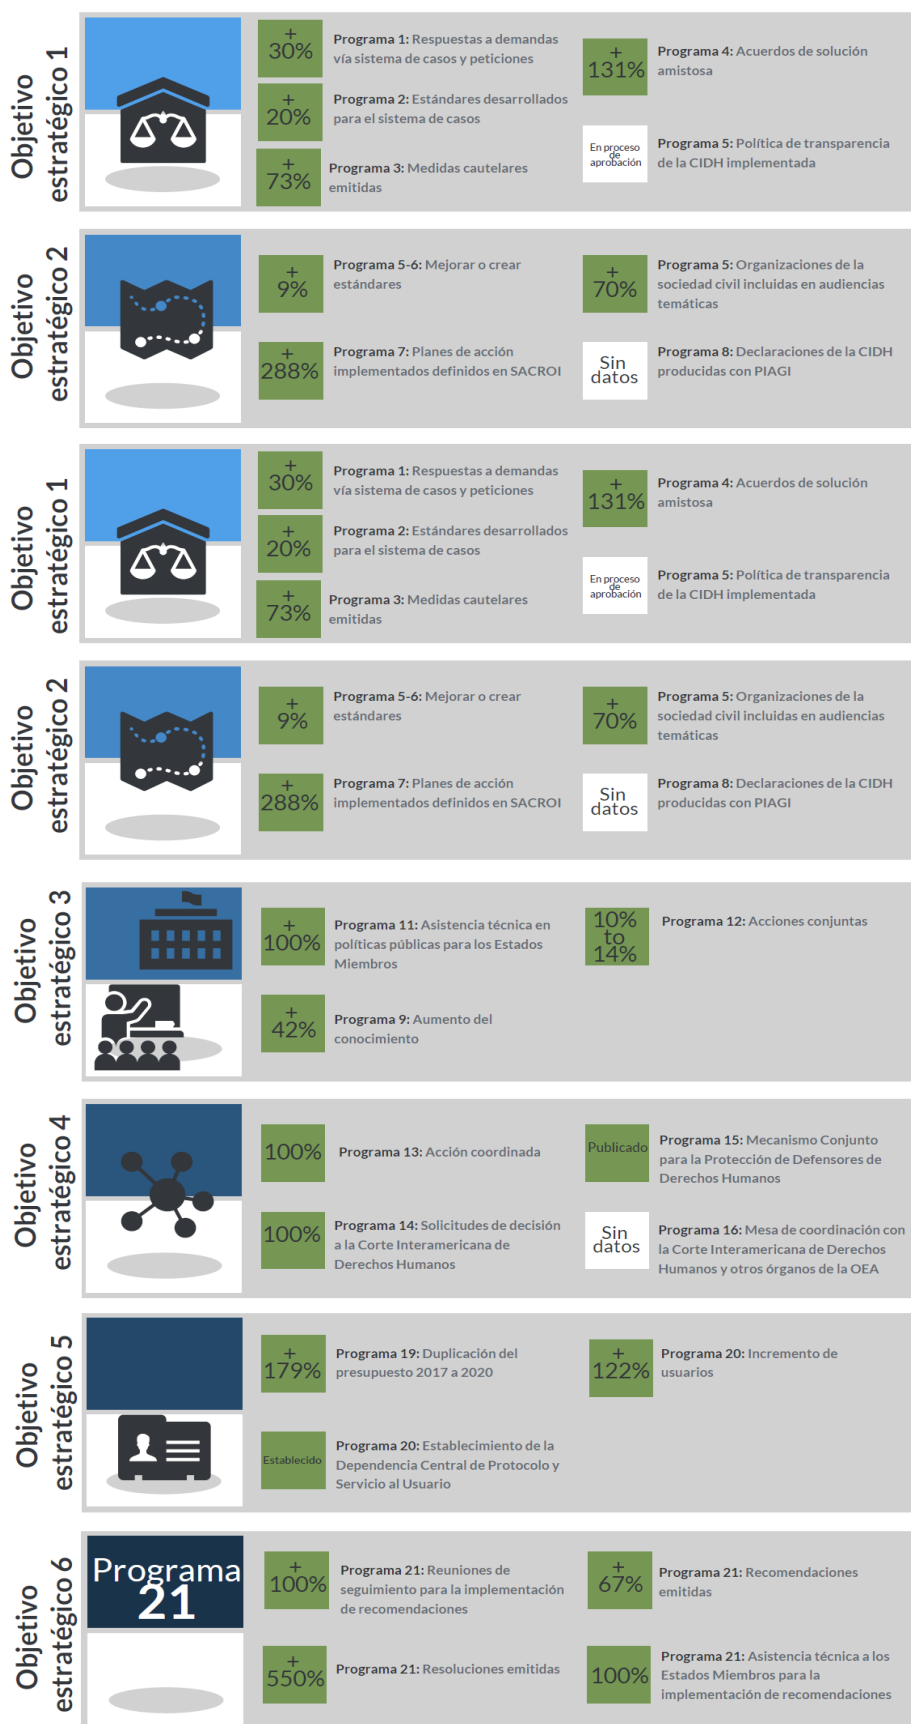 Objetivo
estratégico 1
+
30%
Programa 1: Respuestas a demandas
vía sistema de casos y peticiones
+
20%
Programa 2: Estándares desarrollados
para el sistema de casos
+
73%
Programa 3: Medidas cautelares
emitidas
+
131%
Programa 4: Acuerdos de solución
amistosa
En proceso
de
aprobación
Programa 5: Política de transparencia
de la CIDH implementada
Objetivo
estratégico 2
+
9%
Programa 5-6: Mejorar o crear
estándares
+
288%
Programa 7: Planes de acción
implementados definidos en SACROI
+
70%
Programa 5: Organizaciones de la
sociedad civil incluidas en audiencias
temáticas
Sin
datos
Programa 8: Declaraciones de la CIDH
producidas con PIAGI
Objetivo
estratégico 1
+
30%
Programa 1: Respuestas a demandas
vía sistema de casos y peticiones
+
20%
Programa 2: Estándares desarrollados
para el sistema de casos
+
73%
Programa 3: Medidas cautelares
emitidas
+
131%
Programa 4: Acuerdos de solución
amistosa
En proceso
de
aprobación
Programa 5: Política de transparencia
de la CIDH implementada
Objetivo
estratégico 2
+
9%
Programa 5-6: Mejorar o crear
estándares
+
288%
Programa 7: Planes de acción
implementados definidos en SACROI
+
70%
Programa 5: Organizaciones de la
sociedad civil incluidas en audiencias
temáticas
Sin
datos
Programa 8: Declaraciones de la CIDH
producidas con PIAGI
Objetivo
estratégico 3
+
100%
Programa 11: Asistencia técnica en
políticas públicas para los Estados
Miembros
+
42%
Programa 9: Aumento del
conocimiento
10%
to
14%
Programa 12: Acciones conjuntas
Objetivo
estratégico 4
100%
Programa 13: Acción coordinada
100%
Programa 14: Solicitudes de decisión
a la Corte Interamericana de
Derechos Humanos
Publicado
Programa 15: Mecanismo Conjunto
para la Protección de Defensores de
Derechos Humanos
Sin
datos
Programa 16: Mesa de coordinación con
la Corte Interamericana de Derechos
Humanos y otros órganos de la OEA
Objetivo
estratégico 5
+
179%
Programa 19: Duplicación del
presupuesto 2017 a 2020
Establecido
Programa 20: Establecimiento de la
Dependencia Central de Protocolo y
Servicio al Usuario
+
122%
Programa 20: Incremento de
usuarios
Objetivo
estratégico 6
Programa
21
+
100%
Programa 21: Reuniones de
seguimiento para la implementación
de recomendaciones
+
550%
Programa 21: Resoluciones emitidas
+
67%
Programa 21: Recomendaciones
emitidas
100%
Programa 21: Asistencia técnica a los
Estados Miembros para la
implementación de recomendaciones